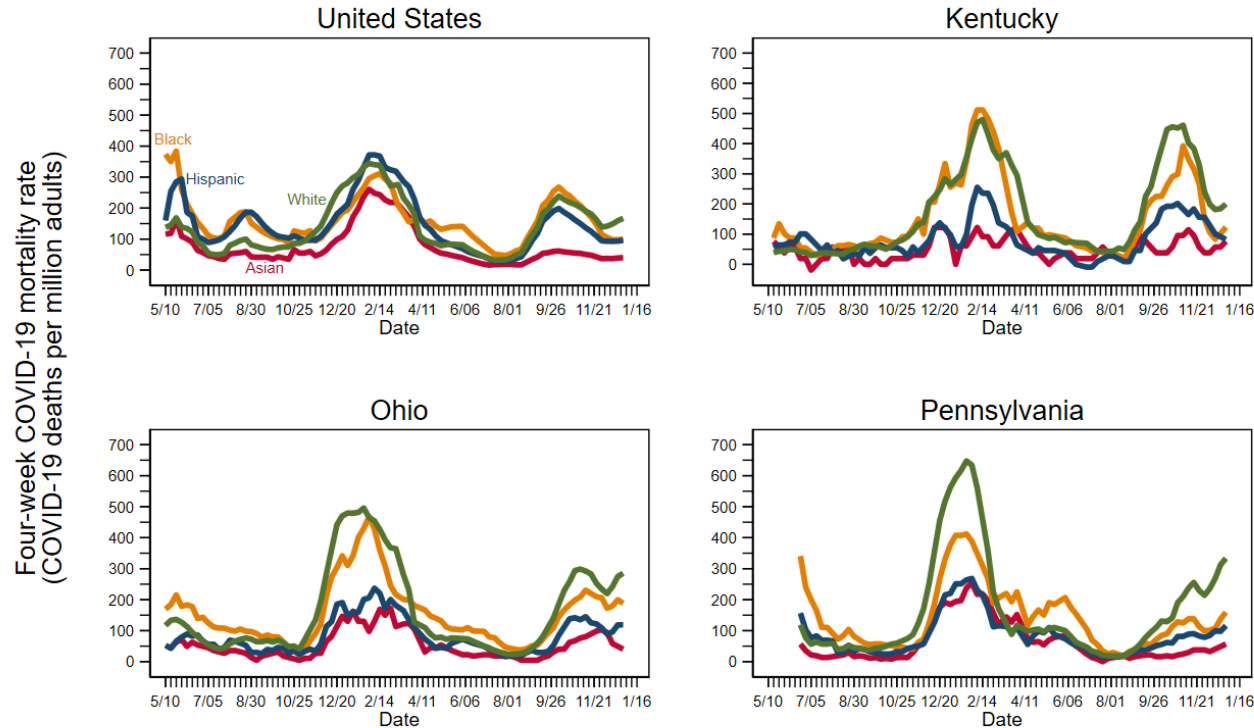 Four-week COVID-19 mortality rate
(COVID-19 deaths per million adults)
United States
700
600
500
400
300
200
100
0
Black
Hispanic
White
Asian
5/10 7/05 8/30 10/25 12/20 2/14 4/11 6/06 8/01 9/26 11/21 1/16
Date
Kentucky
700
600
500
400
300
200
100
0
5/10 7/05 8/30 10/25 12/20 2/14 4/11 6/06 8/01 9/26 11/21 1/16
Date
Ohio
700
600
500
400
300
200
100
0
5/10 7/05 8/30 10/25 12/20 2/14 4/11 6/06 8/01 9/26 11/21 1/16
Date
Pennsylvania
700
600
500
400
300
200
100
0
5/10 7/05 8/30 10/25 12/20 2/14 4/11 6/06 8/01 9/26 11/21 1/16
Date